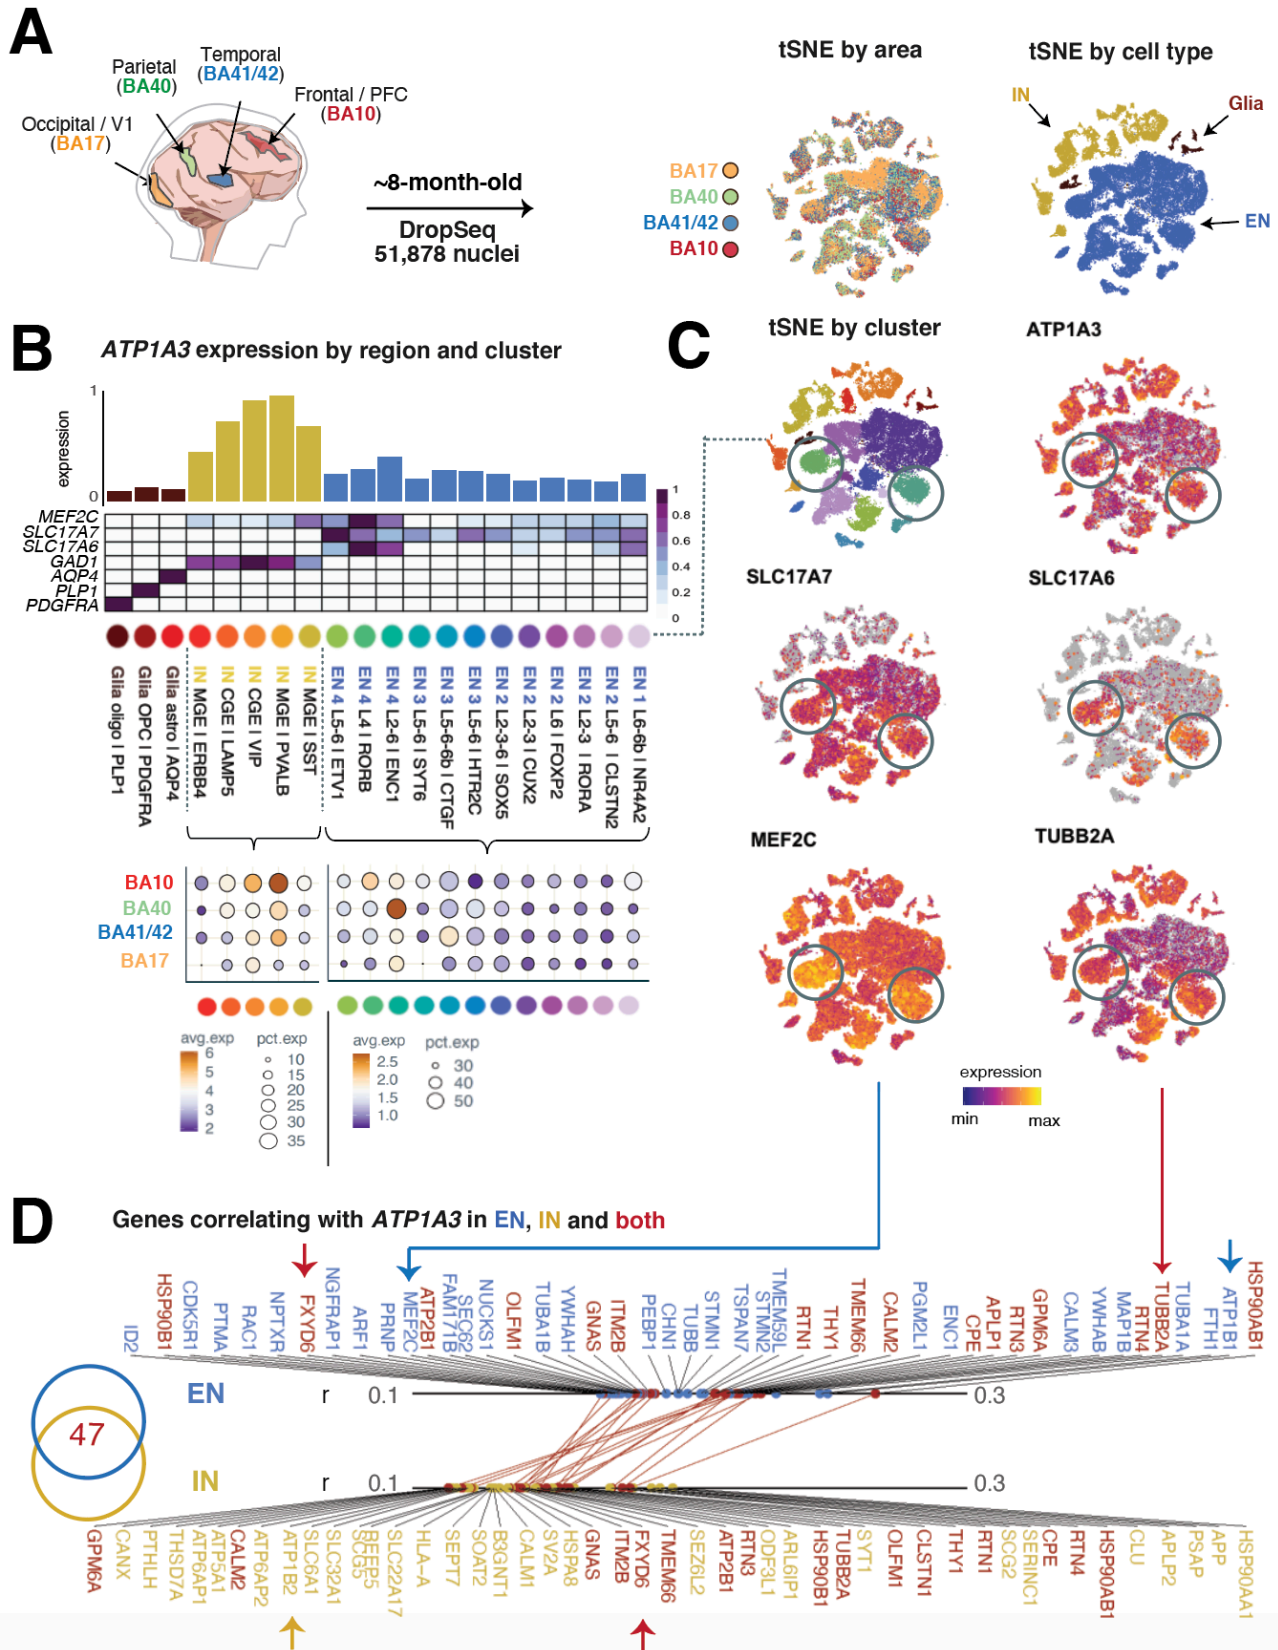 A
Parietal
(BA40)
Temporal
(BA41/42)
Frontal / PFC
(BA10)
Occipital / V1
(BA17)
~8-month-old
DropSeq
51,878 nuclei
tSNE by area
BA17
BA40
BA41/42
BA10
tSNE by cell type
IN
Glia
EN
B
ATP1A3 expression by region and cluster
expression
1
0
MEF2C
SLC17A7
SLC17A6
GAD1
AQP4
PLP1
PDGFRA
1
0.8
0.6
0.4
0.2
0
Glia oligo | PLP1
Glia OPC | PDGFRA
Glia astro | AQP4
IN MGE | ERBB4
IN CGE | LAMP5
IN CGE | VIP
IN MGE | PVALB
IN MGE | SST
EN 4 L5-6 | ETV1
EN 4 L4 | RORB
EN 4 L2-6 | ENC1
EN 3 L5-6 | SYT6
EN 3 L5-6-6b | CTGF
EN 3 L5-6 | HTR2C
EN 2 L2-3-6 | SOX5
EN 2 L2-3 | CUX2
EN 2 L6 | FOXP2
EN 2 L2-3 | RORA
EN 2 L5-6 | CLSTN2
EN 1 L6-6b | NR4A2
BA10
BA40
BA41/42
BA17
avg.exp
6
5
4
3
2
pct.exp
10
15
20
25
30
35
avg.exp
2.5
2.0
1.5
1.0
pct.exp
30
40
50
C
tSNE by cluster
ATP1A3
SLC17A7
SLC17A6
MEF2C
TUBB2A
expression
min
max
D
Genes correlating with ATP1A3 in EN, IN and both
ID2
HSP90B1
CDK5R1
PTMA
RAC1
NPTXR
FXYD6
NGFRAP1
ARF1
PRNP
MEF2C
ATP2B1
FAM171B
SEC62
NUCKS1
OLFM1
TUBA1B
YWHAH
GNAS
ITM2B
PEBP1
CHN1
TUBB
STMN1
TSPAN7
STMN2
TMEM59L
RTN1
THY1
TMEM66
CALM2
PGM2L1
ENC1
CPE
APLP1
RTN3
GPM6A
CALM3
YWHAB
MAP1B
RTN4
TUBB2A
TUBA1A
FTH1
ATP1B1
HSP90AB1
EN
r
0.1
0.3
47
IN
r
0.1
0.3
GPM6A
CANX
PTHLH
THSD7A
ATP6AP1
ATP5A1
CALM2
ATP6AP2
ATP1B2
SLC6A1
SLC32A1
SCG5
REEP5
SLC22A17
HLA-A
SEPT7
SOAT2
B3GNT1
CALM1
SV2A
HSPA8
GNAS
ITM2B
FXYD6
TMEM66
SEZ6L2
ATP2B1
RTN3
ODF3L1
ARL6IP1
HSP90B1
TUBB2A
SYT1
OLFM1
CLSTN1
THY1
RTN1
SCG2
SERINC1
CPE
RTN4
HSP90AB1
CLU
APLP2
PSAP
APP
HSP90AA1